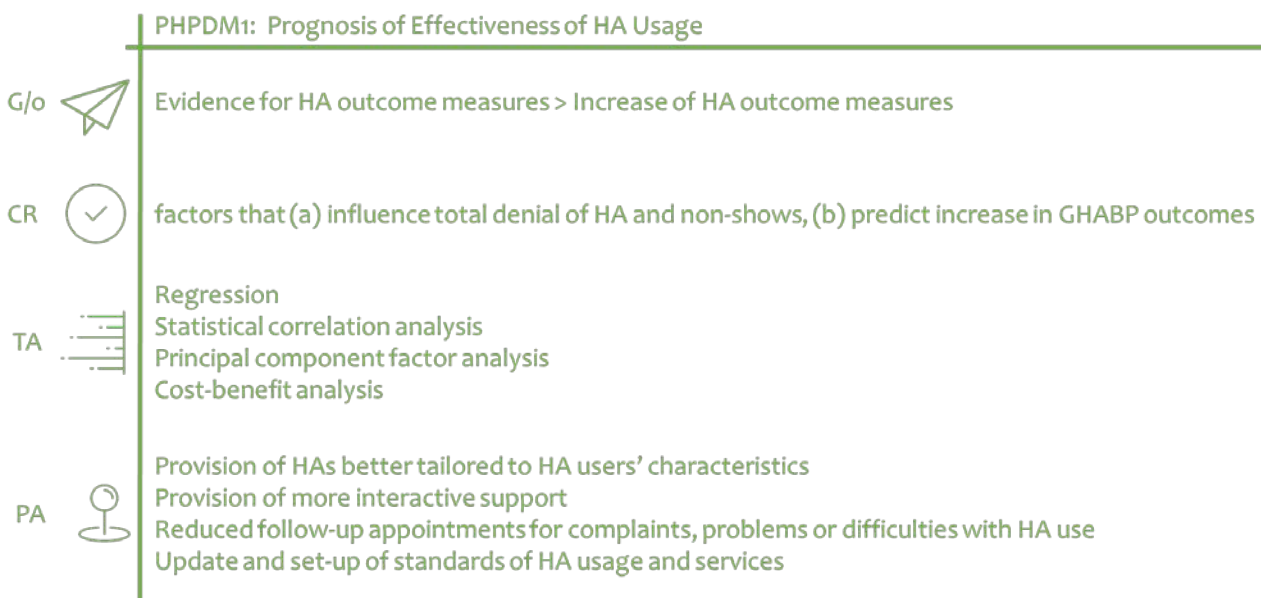 PHPDM1: Prognosis of Effectiveness of HA Usage
G/o
Evidence for HA outcome measures > Increase of HA outcome measures
CR
factors that (a) influence total denial of HA and non-shows, (b) predict increase in GHABP outcomes
TA
Regression
Statistical correlation analysis
Principal component factor analysis
Cost-benefit analysis
PA
Provision of HAs better tailored to HA users’ characteristics
Provision of more interactive support
Reduced follow-up appointments for complaints, problems or difficulties with HA use
Update and set-up of standards of HA usage and services